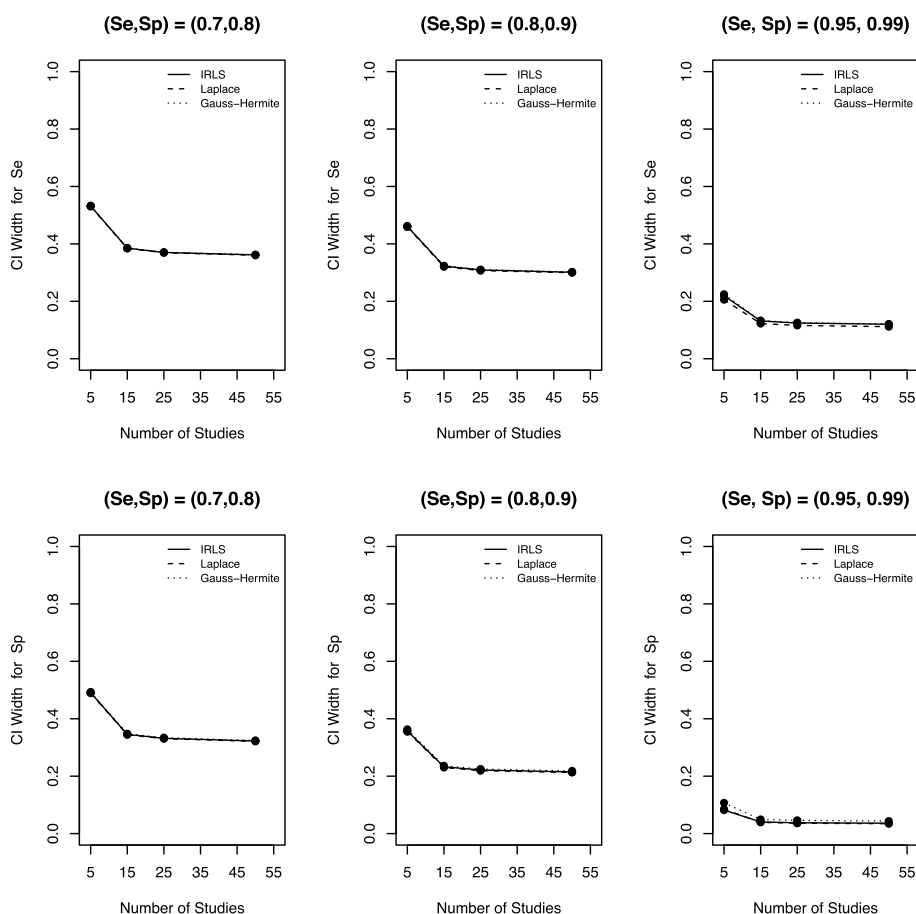 (Se,Sp) = (0.7,0.8)
CI Width for Se
1.0
0.8
0.6
0.4
0.2
0.0
IRLS
Laplace
Gauss−Hermite
5 15 25 35 45 55
Number of Studies
(Se,Sp) = (0.8,0.9)
CI Width for Se
1.0
0.8
0.6
0.4
0.2
0.0
IRLS
Laplace
Gauss−Hermite
5 15 25 35 45 55
Number of Studies
(Se, Sp) = (0.95, 0.99)
CI Width for Se
1.0
0.8
0.6
0.4
0.2
0.0
IRLS
Laplace
Gauss−Hermite
5 15 25 35 45 55
Number of Studies
(Se,Sp) = (0.7,0.8)
CI Width for Sp
1.0
0.8
0.6
0.4
0.2
0.0
IRLS
Laplace
Gauss−Hermite
5 15 25 35 45 55
Number of Studies
(Se,Sp) = (0.8,0.9)
CI Width for Sp
1.0
0.8
0.6
0.4
0.2
0.0
IRLS
Laplace
Gauss−Hermite
5 15 25 35 45 55
Number of Studies
(Se, Sp) = (0.95, 0.99)
CI Width for Sp
1.0
0.8
0.6
0.4
0.2
0.0
IRLS
Laplace
Gauss−Hermite
5 15 25 35 45 55
Number of Studies